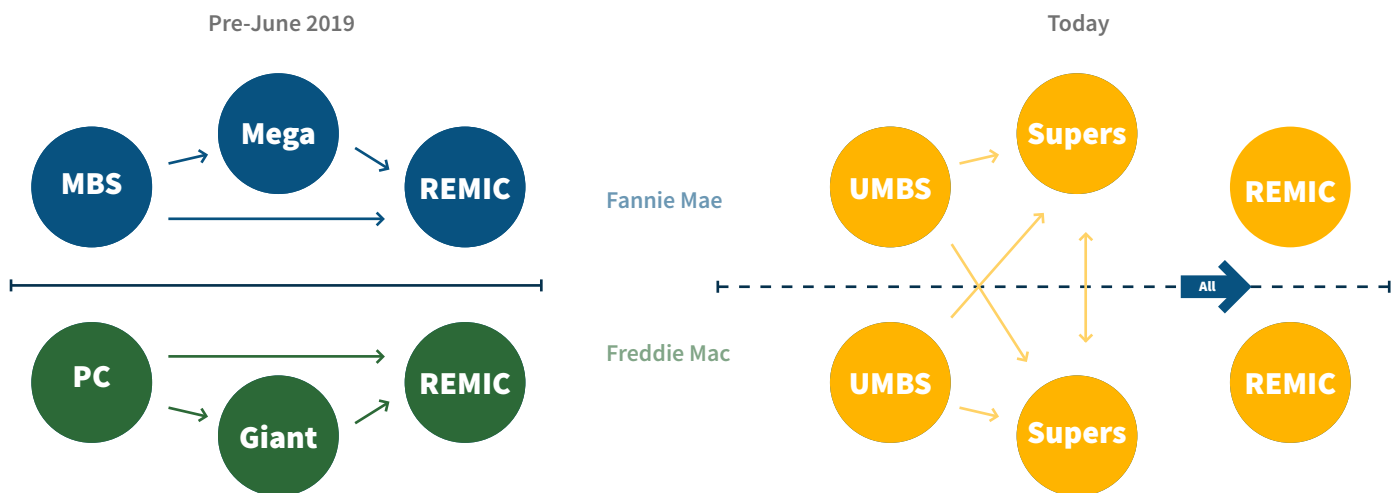 Pre-June 2019
Mega
MBS
REMIC
PC
REMIC
Giant
Fannie Mae
Freddie Mac
Today
Supers
UMBS
REMIC
All
UMBS
REMIC
Supers